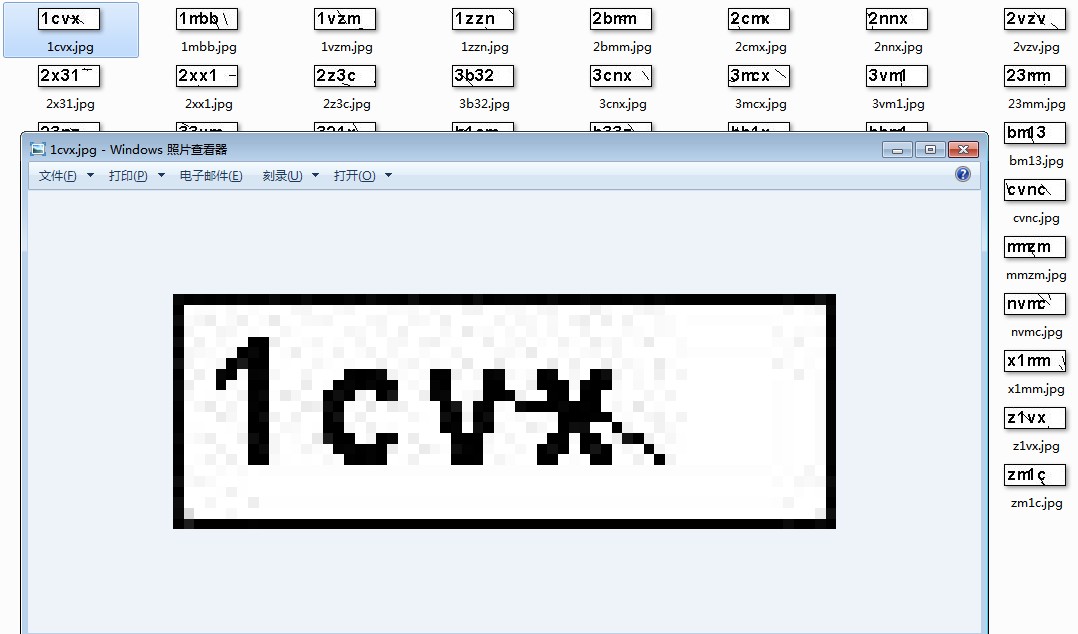 1cvx 1mbb 1vzm 1zzn 2bmm 2cmx 2nnx 2vzv
1cvx.jpg 1mbb.jpg 1vzm.jpg 1zzn.jpg 2bmm.jpg 2cmx.jpg 2nnx.jpg 2vzv.jpg
2x31 2xx1 2z3c 3b32 3cnx 3mcx 3vm1 23mm
2x31.jpg 2xx1.jpg 2z3c.jpg 3b32.jpg 3cnx.jpg 3mcx.jpg 3vm1.jpg 23mm.jpg
1cvx.jpg - Windows 照片查看器
文件(F) 打印(P) 电子邮件(E) 刻录(U) 打开(O)
1cvx
bm13
bm13.jpg
cvnc
cvnc.jpg
mmzm
mmzm.jpg
nvmc
nvmc.jpg
x1mm
x1mm.jpg
z1vx
z1vx.jpg
zm1c
zm1c.jpg